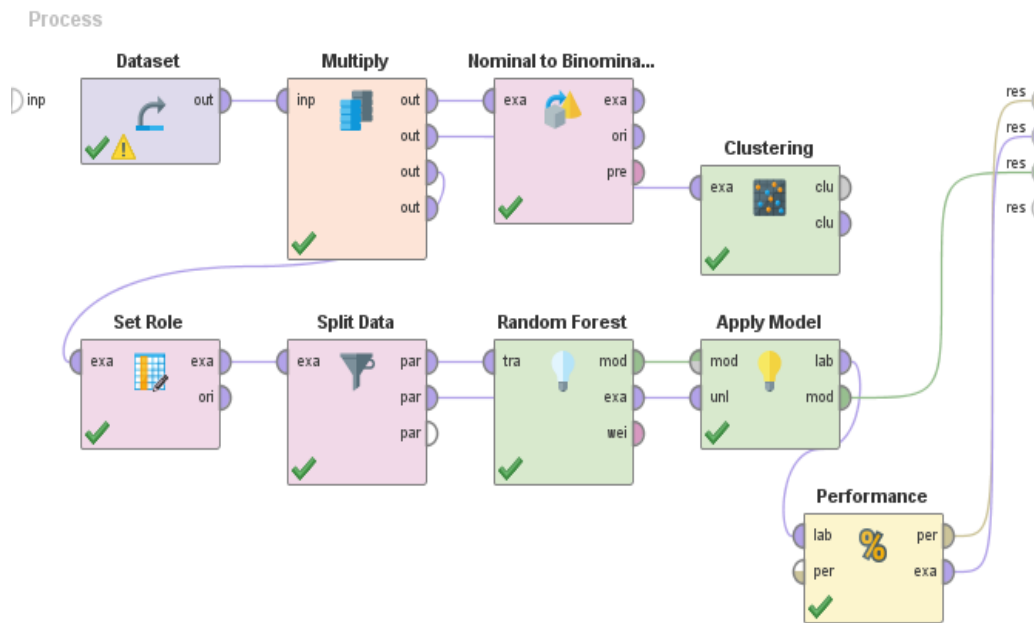 Process
Dataset
Multiply
Nominal to Binomina...
inp
out
inp
out
exa
exa
res
out
ori
res
out
pre
Clustering
res
out
exa
clu
res
clu
Set Role
Split Data
Random Forest
Apply Model
exa
exa
exa
par
tra
mod
mod
lab
ori
par
exa
unl
mod
par
wei
Performance
lab
per
%
per
exa